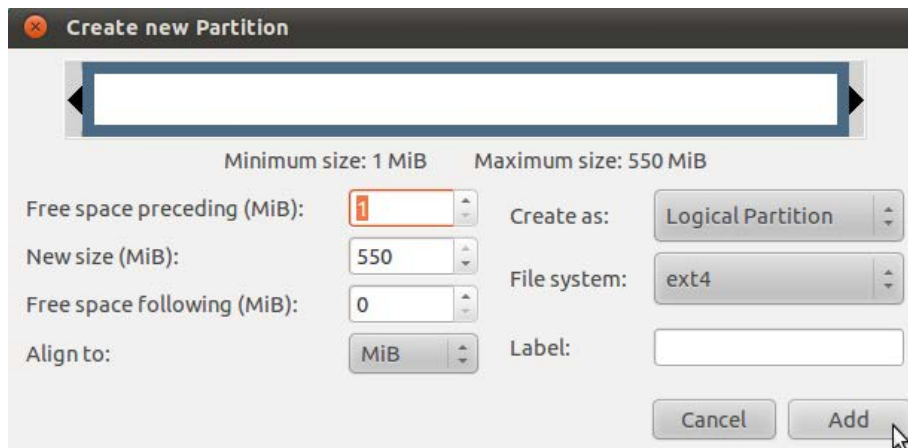 Create new Partition
Minimum size: 1 MiB Maximum size: 550 MiB
Free space preceding (MiB): 1
New size (MiB): 550
Free space following (MiB): 0
Align to: MiB
Create as: Logical Partition
File system: ext4
Label:
Cancel Add